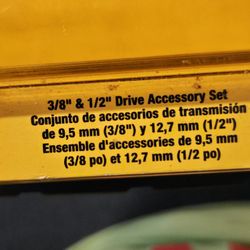 3/8" & 1/2" Drive Accessory Set
Conjunto de accesorios de transmisión
de 9,5 mm (3/8") y 12,7 mm (1/2")
Ensemble d'accessories de 9,5 mm
(3/8 po) et 12,7 mm (1/2 po)